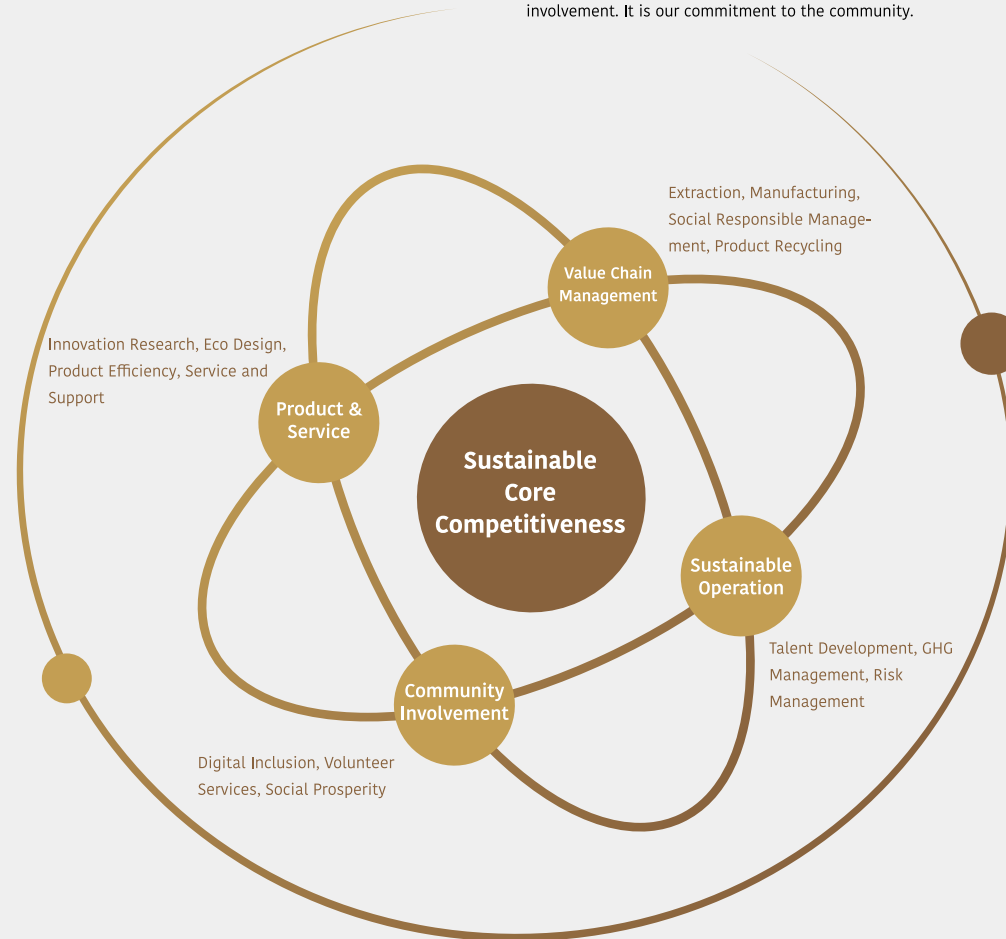 involvement. It is our commitment to the community.
Extraction, Manufacturing,
Social Responsible Manage-
ment, Product Recycling
Value Chain
Management
Innovation Research, Eco Design,
Product Efficiency, Service and
Support
Product &
Service
Sustainable
Core
Competitiveness
Sustainable
Operation
Talent Development, GHG
Management, Risk
Management
Community
Involvement
Digital Inclusion, Volunteer
Services, Social Prosperity